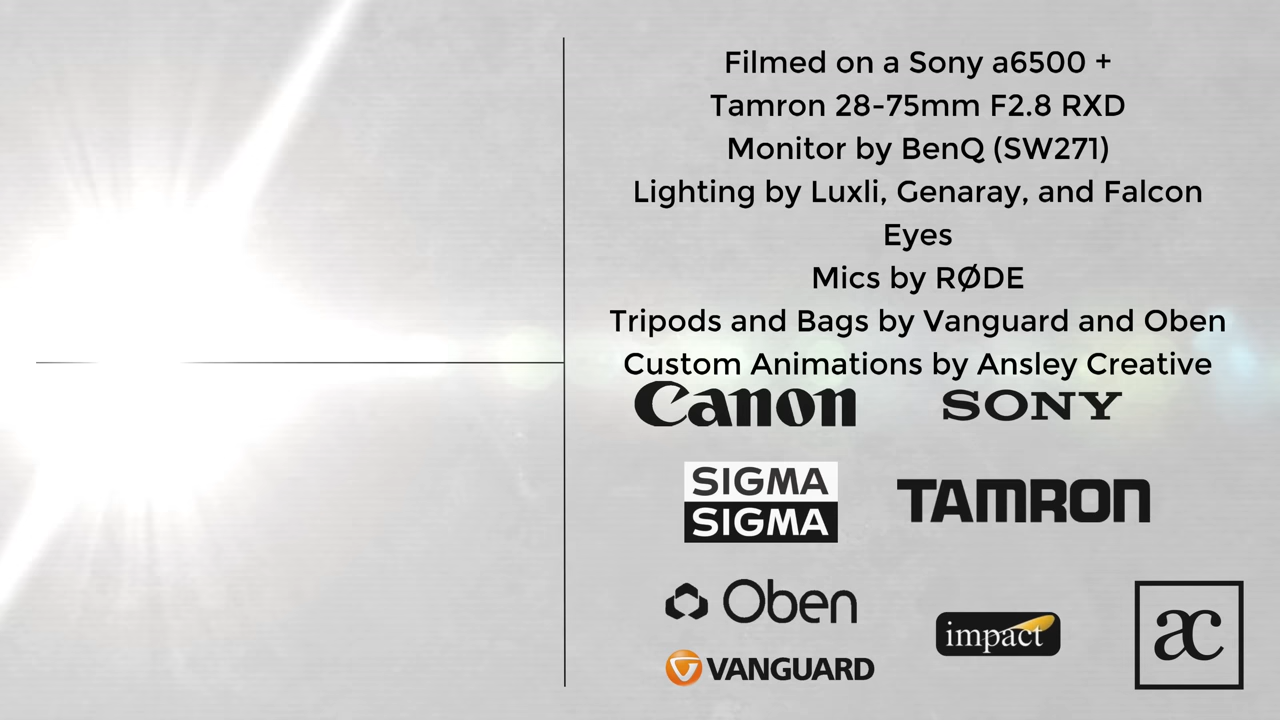 Filmed on a Sony a6500 +
Tamron 28-75mm F2.8 RXD
Monitor by BenQ (SW271)
Lighting by Luxli, Genaray, and Falcon
Eyes
Mics by RØDE
Tripods and Bags by Vanguard and Oben
Custom Animations by Ansley Creative
Canon SONY
SIGMA
SIGMA
TAMRON
Oben
impact
VANGUARD
ac